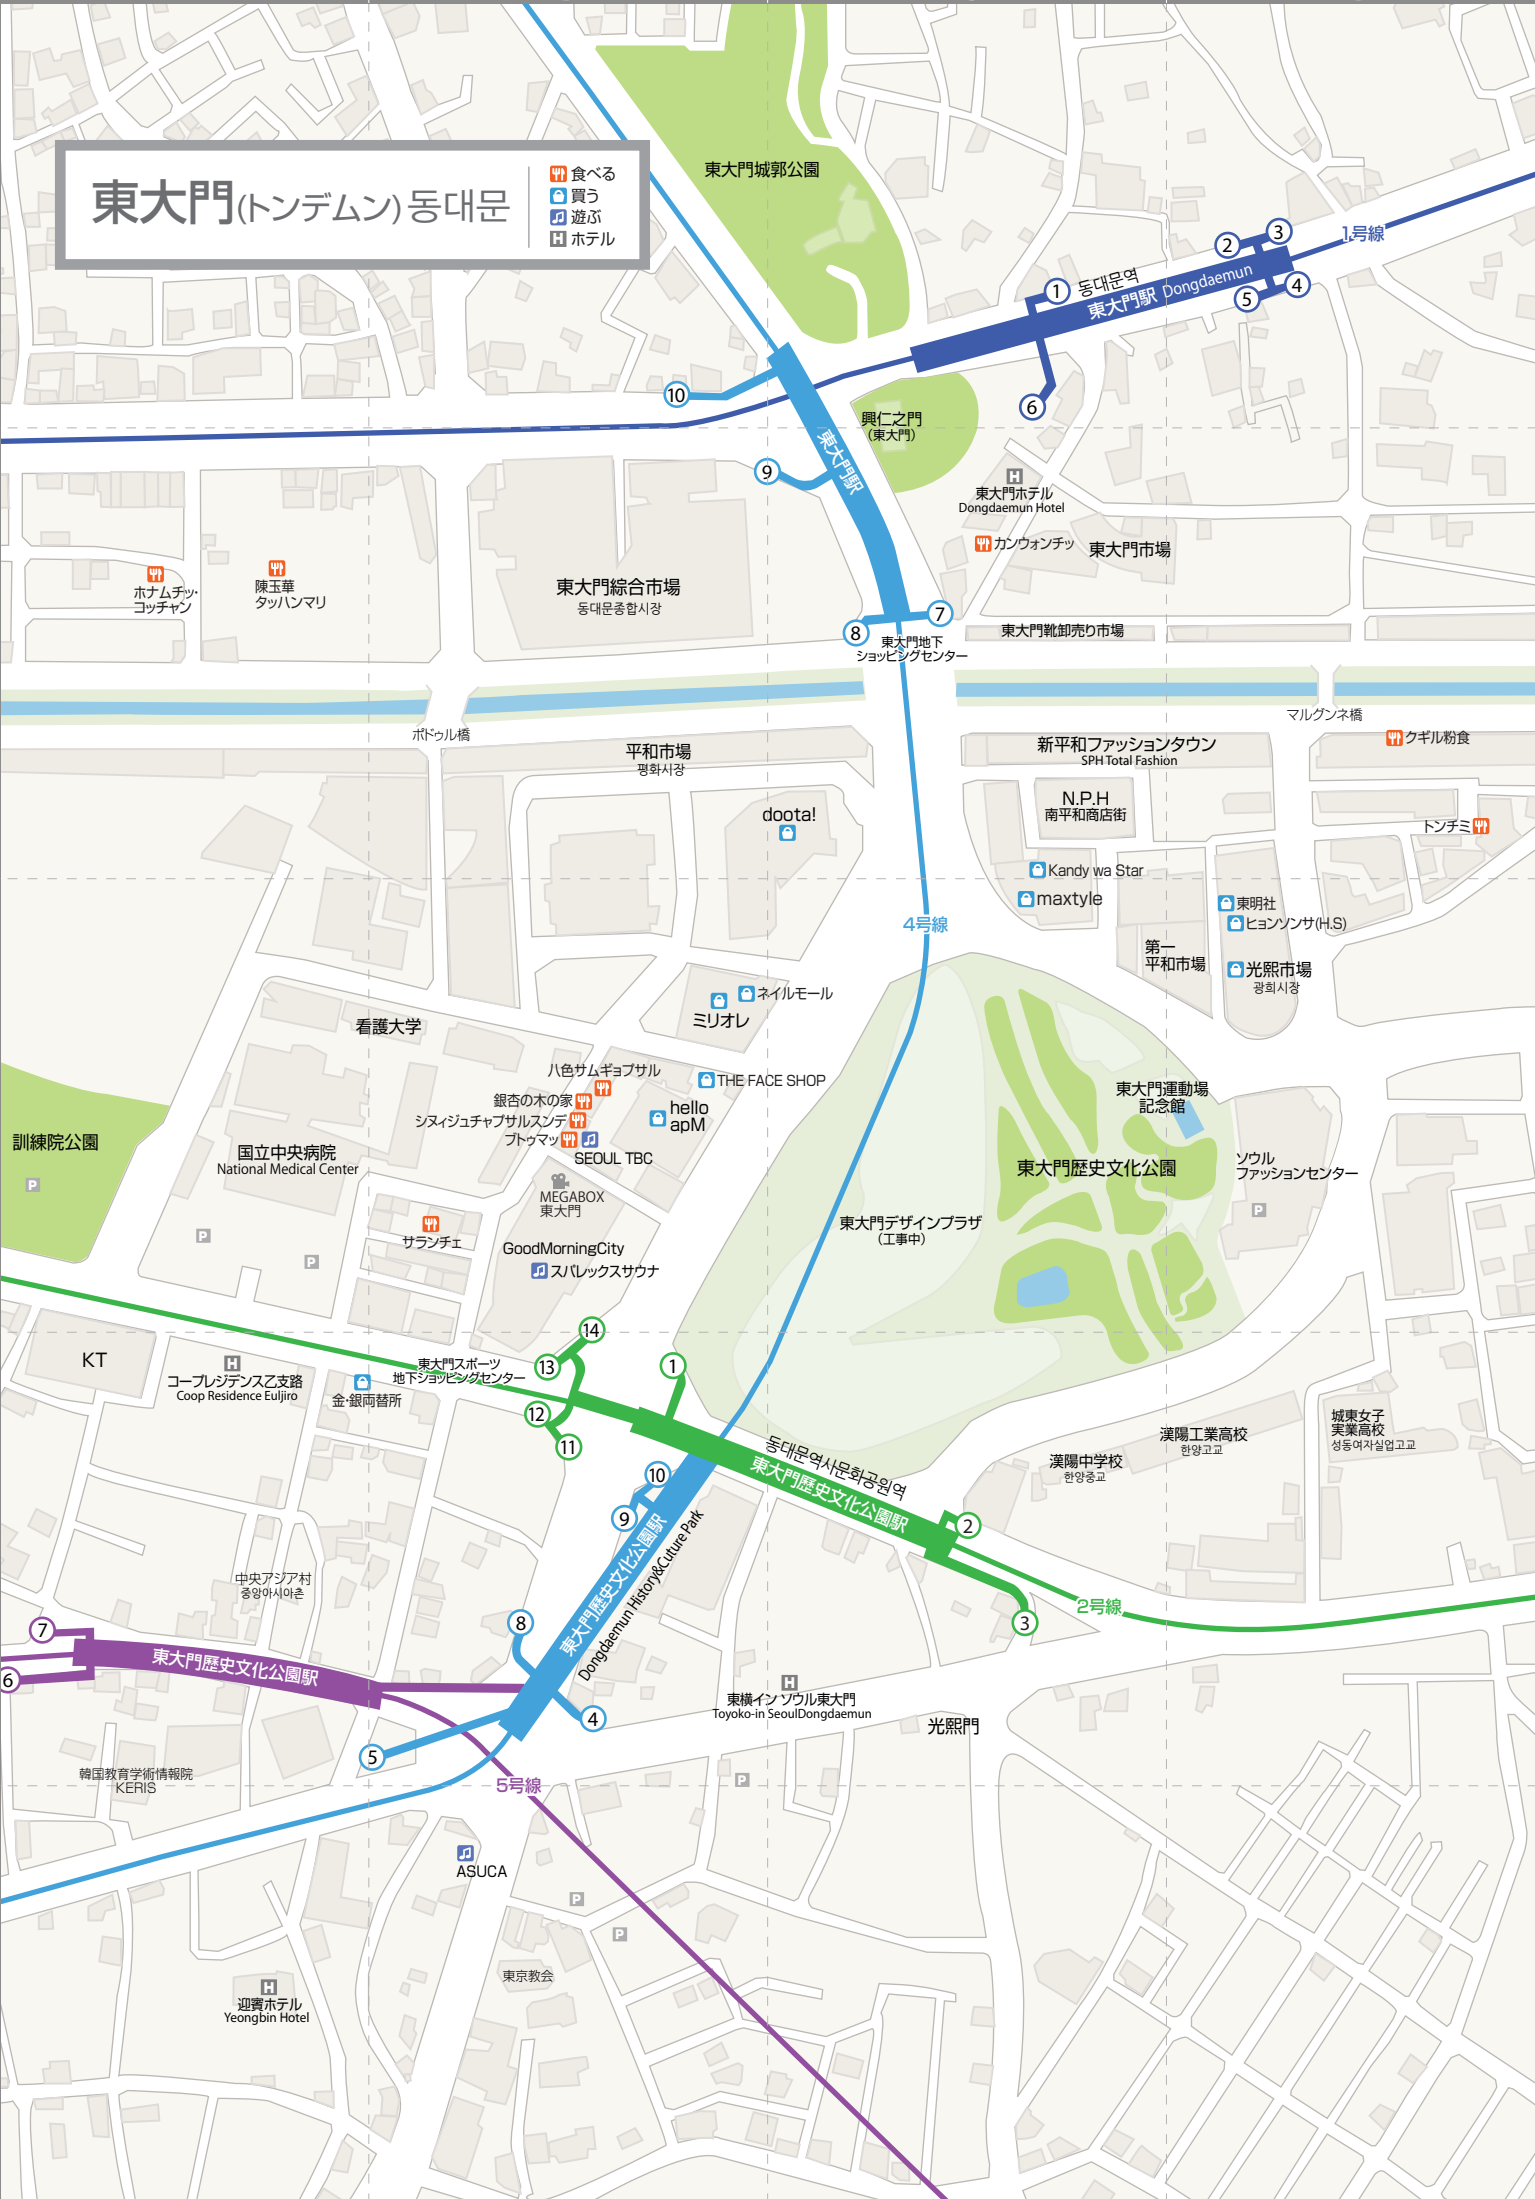 東大門(トンデムン)동대문
食べる
買う
遊ぶ
H ホテル
東大門城郭公園
1号線
2
3
1
동대문역
東大門駅 Dongdaemun
5
4
6
10
興仁之門
(東大門)
東大門駅
9
H
東大門ホテル
Dongdaemun Hotel
カンウォンチッ
東大門市場
ホナムチッ・
コッチャン
陳玉華
タッハンマリ
東大門綜合市場
동대문종합시장
8
7
東大門地下
ショッピングセンター
東大門靴卸売り市場
ポドゥル橋
マルグンネ橋
平和市場
평화시장
新平和ファッションタウン
SPH Total Fashion
クギル粉食
N.P.H
南平和商店街
doota!
トンチミ
Kandy wa Star
maxtyle
東明社
ヒョンソンサ(H.S)
4号線
第一
平和市場
光熙市場
광희시장
ネイルモール
ミリオレ
看護大学
八色サムギョプサル
THE FACE SHOP
銀杏の木の家
シヌィジュチャプサルスンデ
ブトゥマッ
hello
apM
SEOUL TBC
東大門運動場
記念館
訓練院公園
P
国立中央病院
National Medical Center
P
P
MEGABOX
東大門
東大門歴史文化公園
ソウル
ファッションセンター
P
サランチェ
GoodMorningCity
スパレックスサウナ
東大門デザインプラザ
(工事中)
14
13
1
12
11
KT
H
コープレジデンス乙支路
Coop Residence Euljiro
金・銀両替所
東大門スポーツ
地下ショッピングセンター
城東女子
実業高校
성동여자실업고교
漢陽工業高校
한양고교
漢陽中学校
한양중교
동대문역사문화공원역
東大門歴史文化公園駅
10
9
2
3
2号線
東大門歴史文化公園駅
Dongdaemun History&Cuture Park
中央アジア村
중앙아시아촌
7
6
東大門歴史文化公園駅
8
4
5
H
東横イン ソウル東大門
Toyoko-in SeoulDongdaemun
光熙門
韓国教育学術情報院
KERIS
5号線
P
ASUCA
P
P
東京教会
H
迎賓ホテル
Yeongbin Hotel